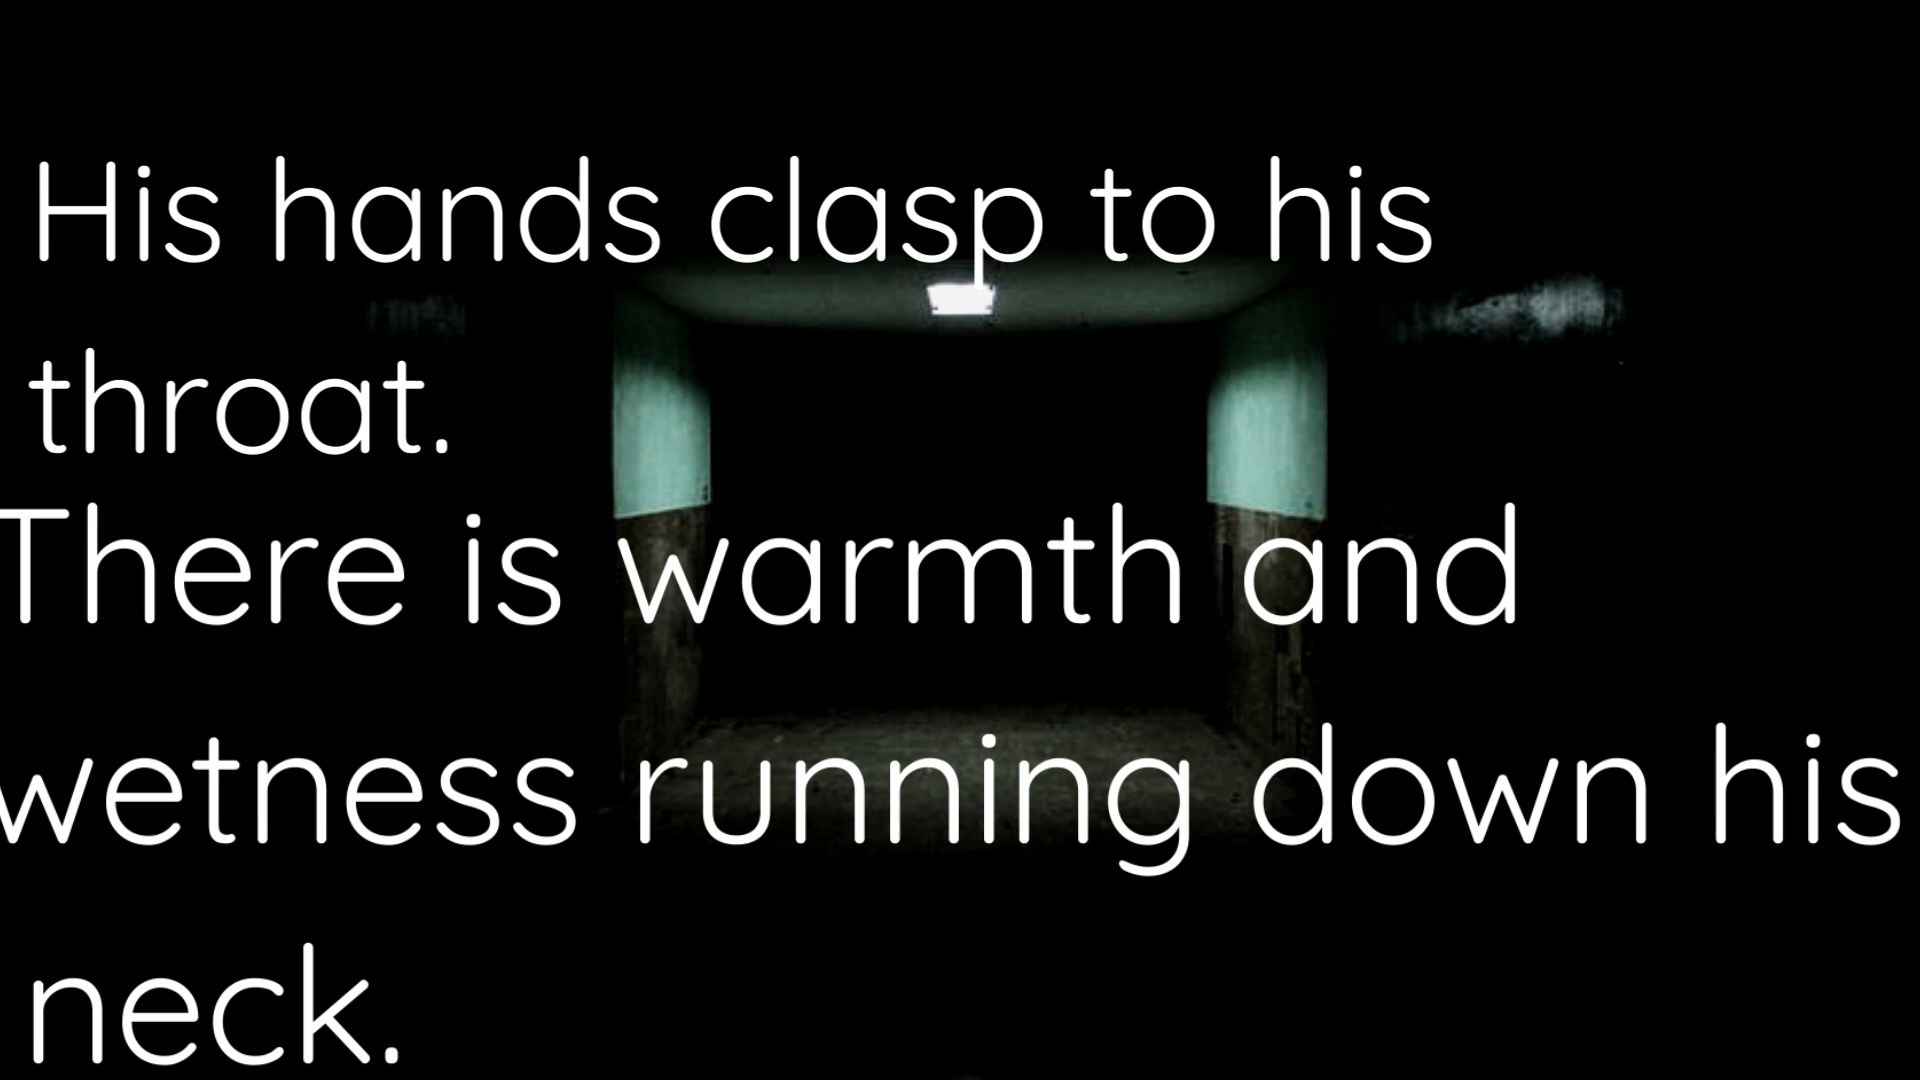 His hands clasp to his
throat.
There is warmth and
wetness running down his
neck.